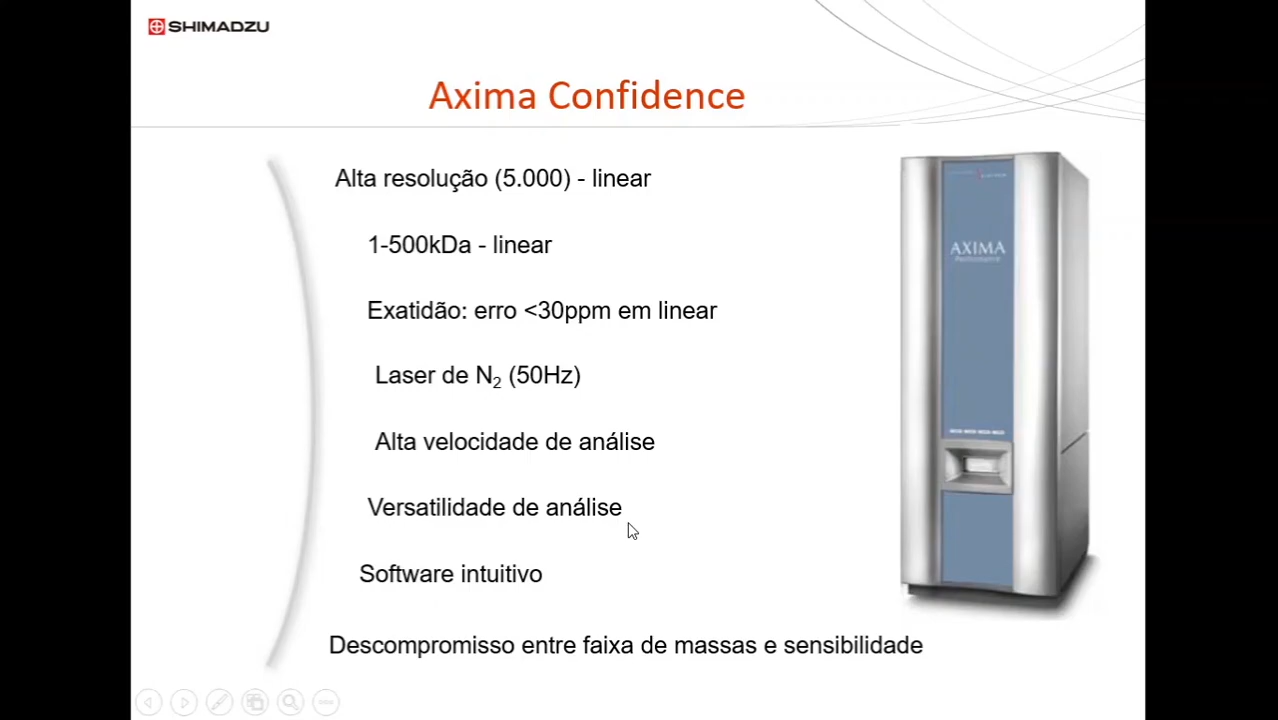 SHIMADZU
Axima Confidence
Alta resolução (5.000) - linear
1-500kDa - linear
Exatidão: erro <30ppm em linear
Laser de N₂ (50Hz)
Alta velocidade de análise
Versatilidade de análise
Software intuitivo
Descompromisso entre faixa de massas e sensibilidade
AXIMA